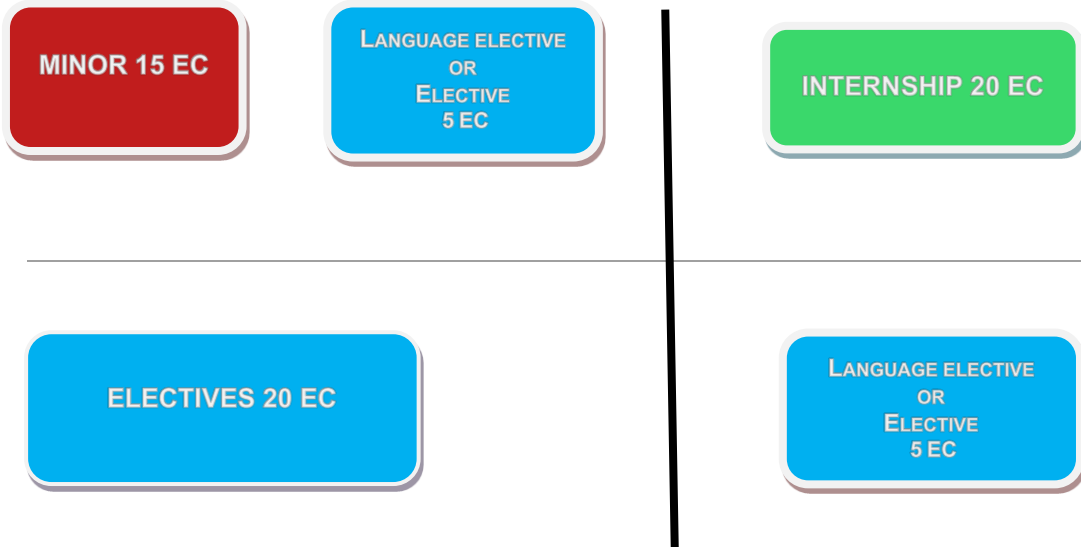 MINOR 15 EC
LANGUAGE ELECTIVE
OR
ELECTIVE
5 EC
INTERNSHIP 20 EC
ELECTIVES 20 EC
LANGUAGE ELECTIVE
OR
ELECTIVE
5 EC